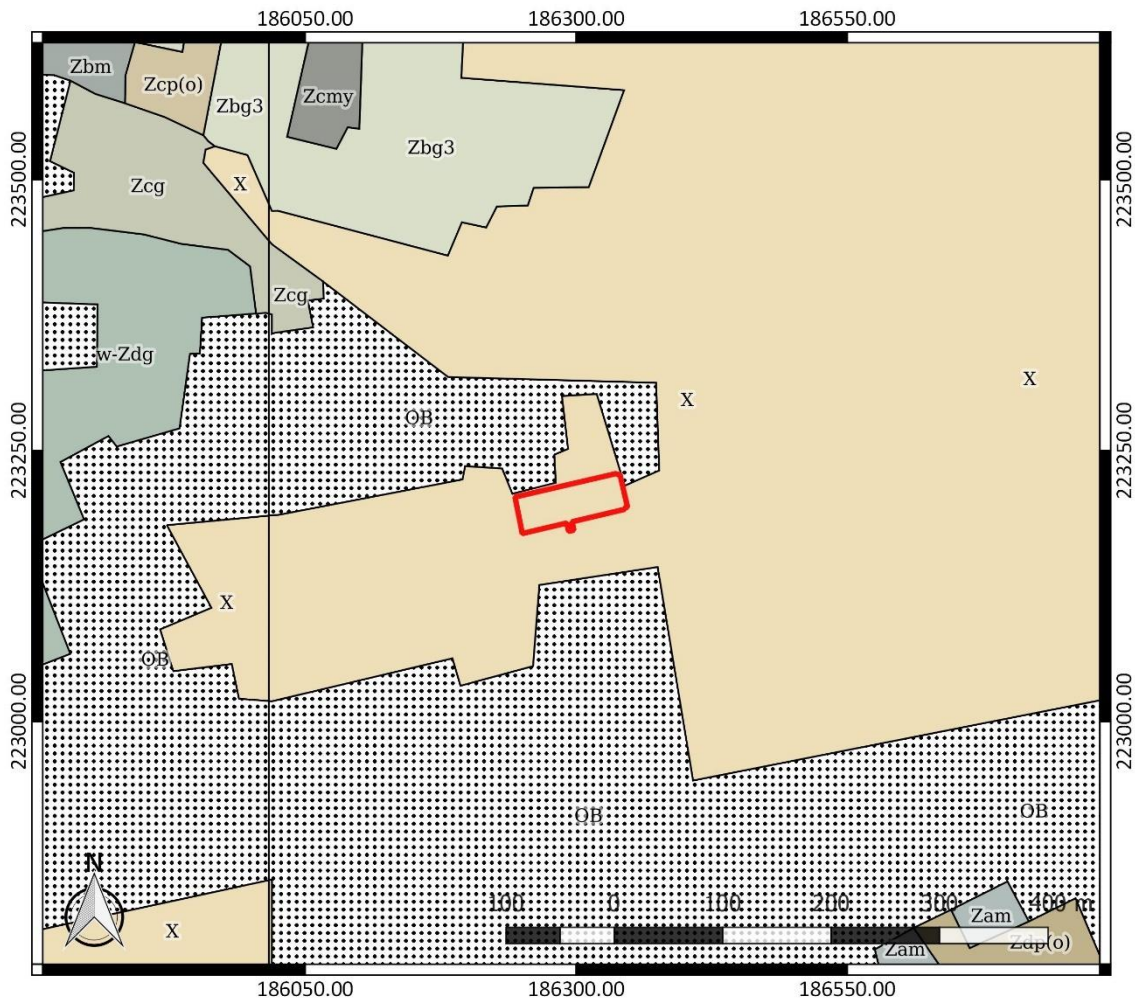 186050.00 186300.00 186550.00
Zbm
Zcp(o)
Zbg3
Zcmy
Zbg3
223500.00
223500.00
Zcg
X
Zcg
w-Zdg
X
X
OB
223250.00
223250.00
X
OB
223000.00
223000.00
OB
OB
N
100 0 100 200 300 400 m
Zam
X
Zam
Zdp(o)
186050.00 186300.00 186550.00